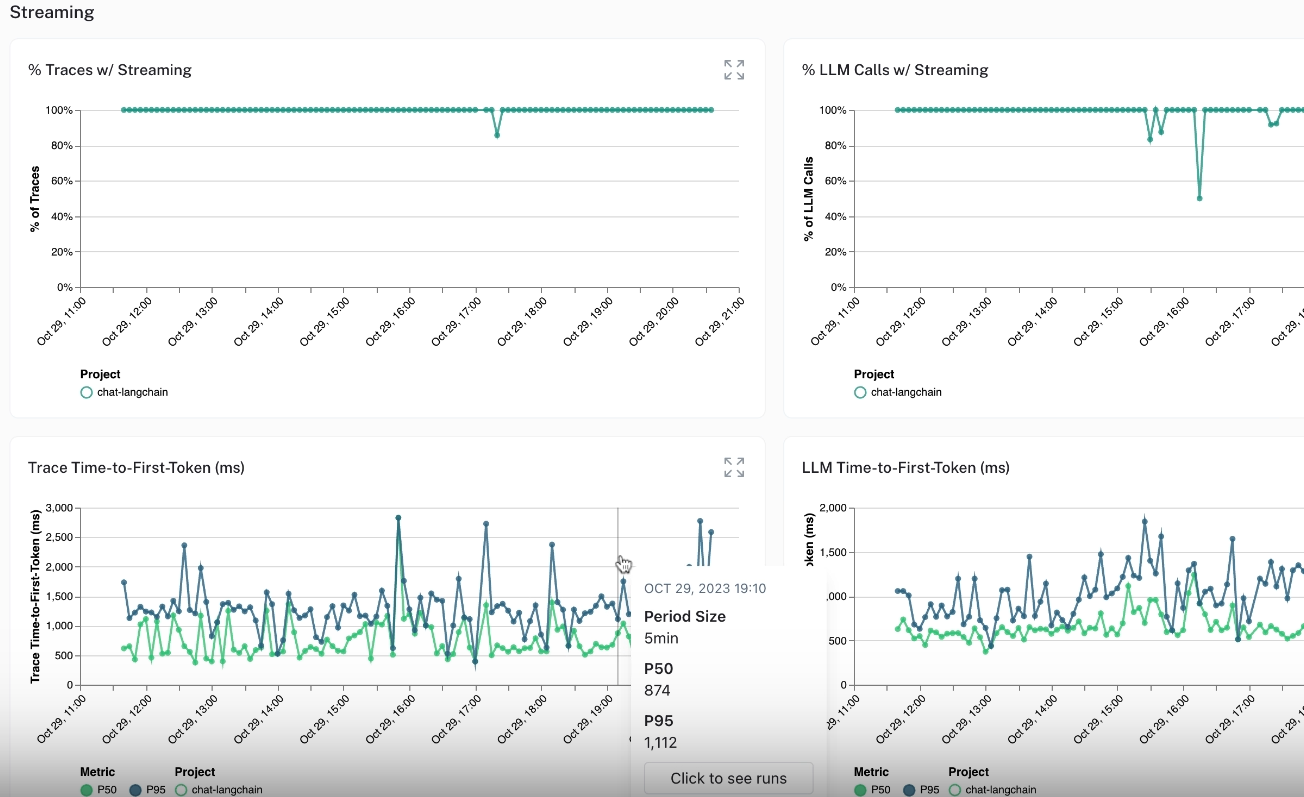 Streaming
% Traces w/ Streaming
% of Traces
100%
80%
60%
40%
20%
0%
Oct 29, 11:00
Oct 29, 12:00
Oct 29, 13:00
Oct 29, 14:00
Oct 29, 15:00
Oct 29, 16:00
Oct 29, 17:00
Oct 29, 18:00
Oct 29, 19:00
Oct 29, 20:00
Oct 29, 21:00
Project
chat-langchain
% LLM Calls w/ Streaming
% of LLM Calls
100%
80%
60%
40%
20%
0%
Oct 29, 11:00
Oct 29, 12:00
Oct 29, 13:00
Oct 29, 14:00
Oct 29, 15:00
Oct 29, 16:00
Oct 29, 17:00
Oct 29, 1
Project
chat-langchain
Trace Time-to-First-Token (ms)
Trace Time-to-First-Token (ms)
3,000
2,500
2,000
1,500
1,000
500
0
Oct 29, 11:00
Oct 29, 12:00
Oct 29, 13:00
Oct 29, 14:00
Oct 29, 15:00
Oct 29, 16:00
Oct 29, 17:00
Oct 29, 18:00
Oct 29, 19:00
Metric
P50 P95
Project
chat-langchain
OCT 29, 2023 19:10
Period Size
5min
P50
874
P95
1,112
Click to see runs
LLM Time-to-First-Token (ms)
oken (ms)
2,000
1,500
,000
500
0
29, 11:00
Oct 29, 12:00
Oct 29, 13:00
Oct 29, 14:00
Oct 29, 15:00
Oct 29, 16:00
Oct 29, 17:00
Oct 29, 1
Metric
P50 P95
Project
chat-langchain